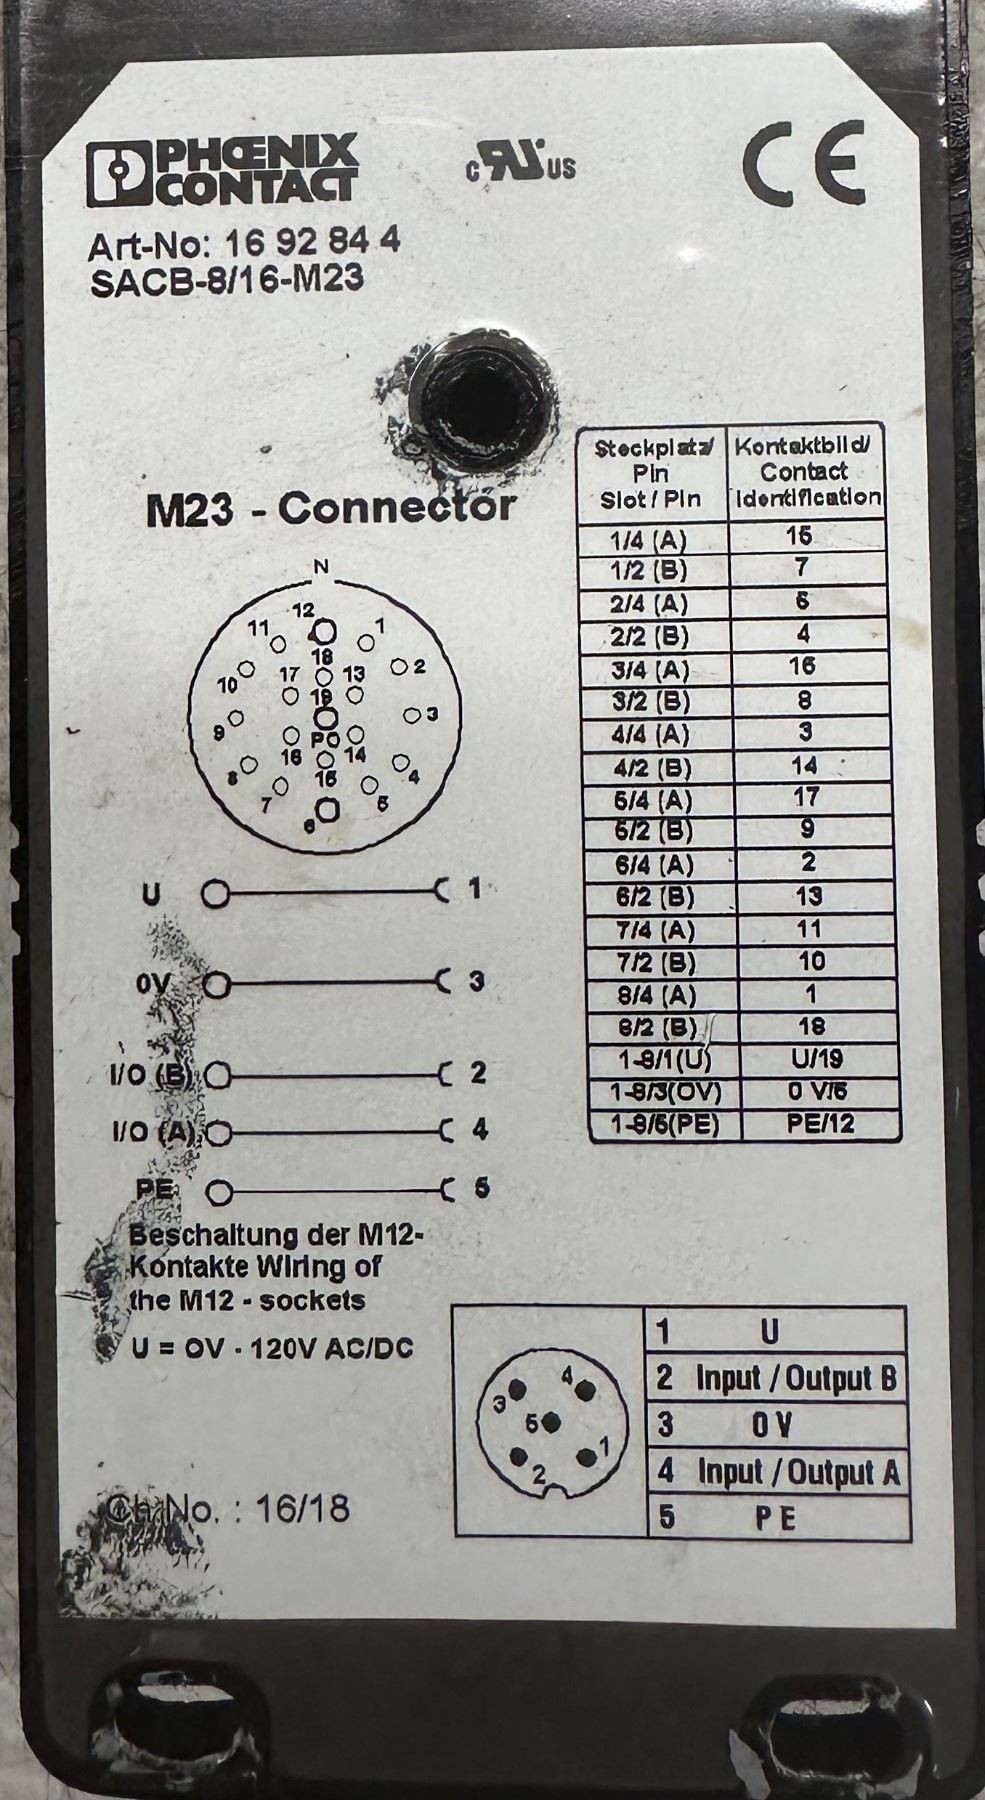 PHŒNIX
CONTACT
c RU US
CE
Art-No: 16 92 84 4
SACB-8/16-M23
M23 - Connector
N
12
11
1
18
10
17
13
2
19
9
3
PO
8
16
14
4
15
7
5
6
U 1
0V 3
I/O (B) 2
I/O (A) 4
PE 5
Beschaltung der M12-
Kontakte Wiring of
the M12 - sockets
U = OV - 120V AC/DC
Ch.No. : 16/18
Steckplatz/ Kontaktbild/
Pin Contact
Slot / Pin identification
1/4 (A) 15
1/2 (B) 7
2/4 (A) 5
2/2 (B) 4
3/4 (A) 16
3/2 (B) 8
4/4 (A) 3
4/2 (B) 14
5/4 (A) 17
5/2 (B) 9
6/4 (A) 2
6/2 (B) 13
7/4 (A) 11
7/2 (B) 10
8/4 (A) 1
8/2 (B) 18
1-8/1(U) U/19
1-8/3(OV) 0 V/6
1-8/5(PE) PE/12
4
3
5
1
2
1 U
2 Input / Output B
3 0 V
4 Input / Output A
5 P E